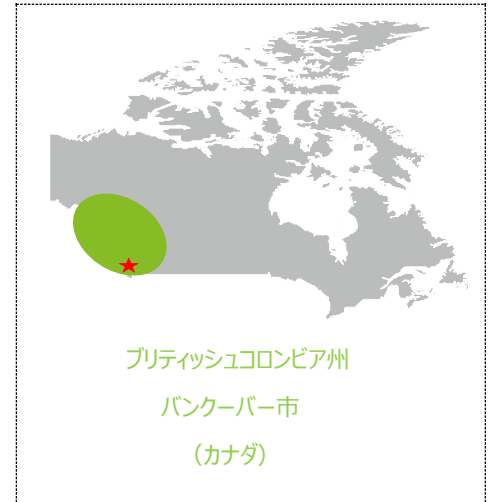 ブリティッシュコロンビア州
バンクーバー市
（カナダ）